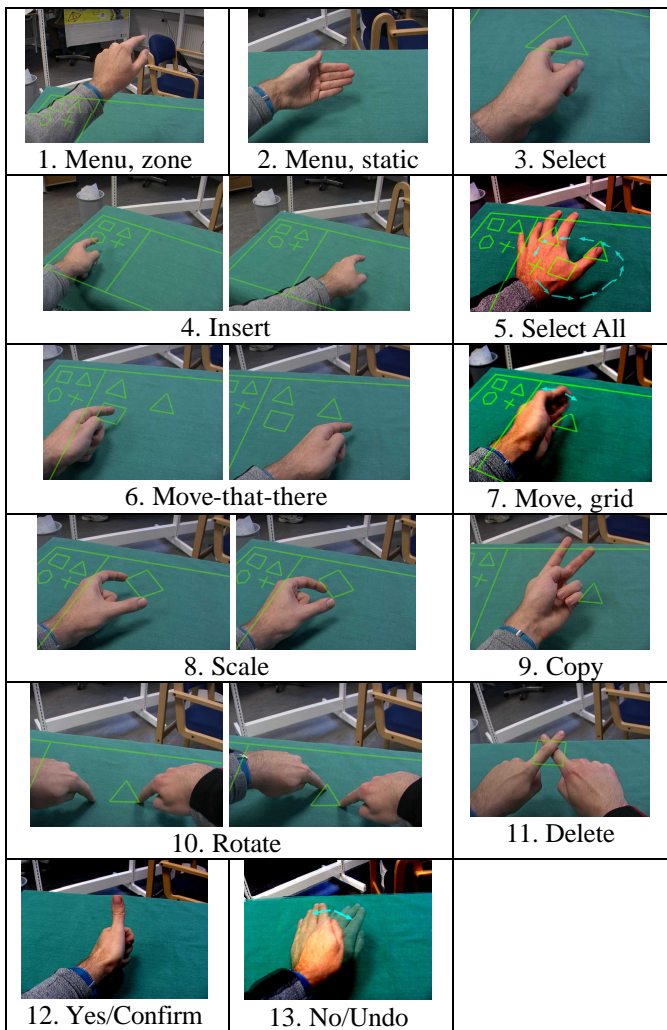 1. Menu, zone
2. Menu, static
3. Select
4. Insert
5. Select All
6. Move-that-there
7. Move, grid
8. Scale
9. Copy
10. Rotate
11. Delete
12. Yes/Confirm
13. No/Undo